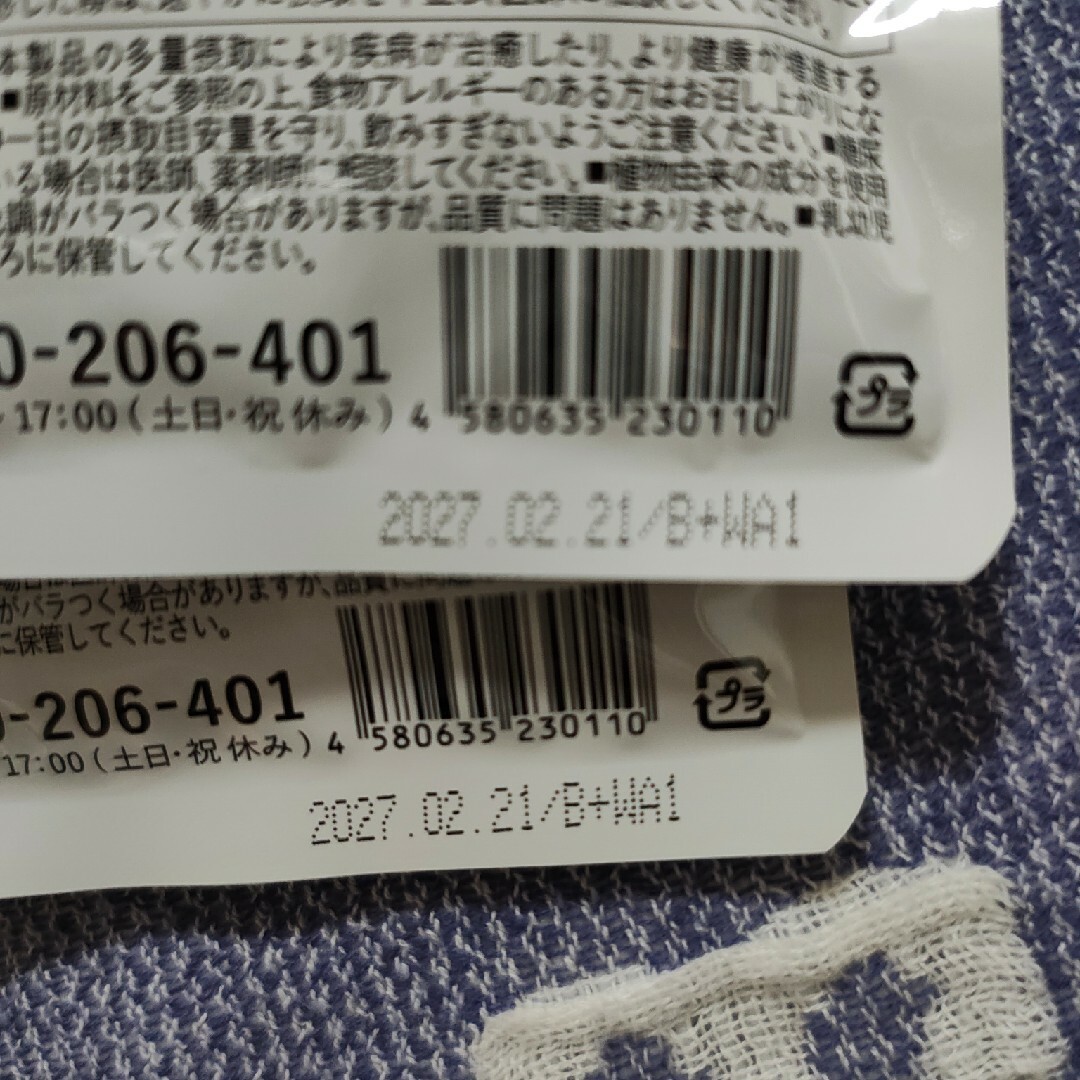 本製品の多量摂取により疾病が治癒したり、より健康が増進する
■原材料をご参照の上、食物アレルギーのある方はお召し上がりにな
一日の摂取目安量を守り、飲みすぎないようご注意ください。■糖尿
いる場合は医師、薬剤師に相談してください。■植物由来の成分を使用
色調がバラつく場合がありますが、品質に問題はありません。■乳幼児
ろに保管してください。
0-206-401
17:00(土日・祝休み)
4 580635 230110
プラ
2027.02.21/B+WA1
がバラつく場合がありますが、品質に問題
に保管してください。
0-206-401
17:00(土日・祝休み)
4 580635 230110
プラ
2027.02.21/B+WA1